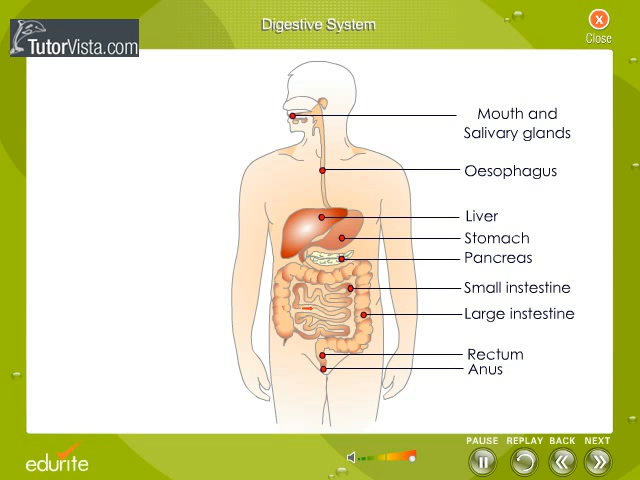 Digestive System
Close
TutorVista.com
Mouth and
Salivary glands
Oesophagus
Liver
Stomach
Pancreas
Small instestine
Large instestine
Rectum
Anus
PAUSE REPLAY BACK NEXT
edurite